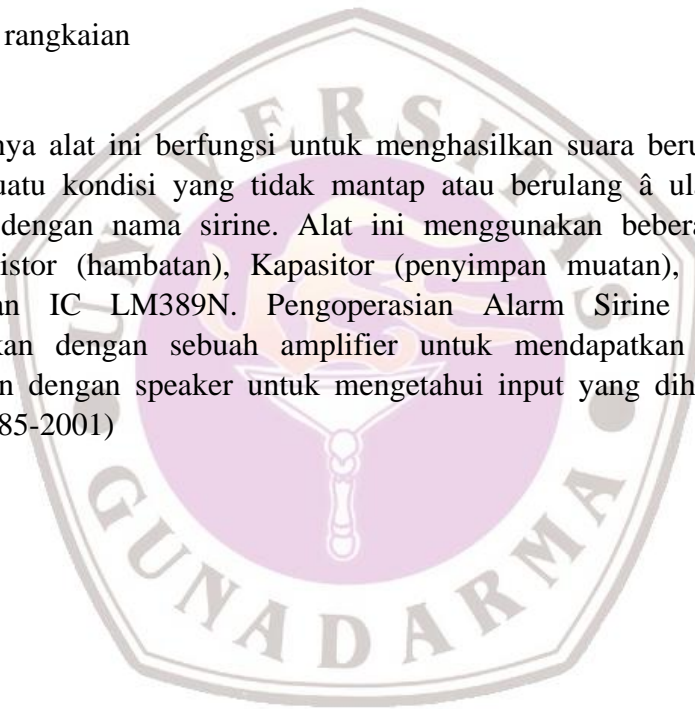 rangkaian
nya alat ini berfungsi untuk menghasilkan suara beru
uatu kondisi yang tidak mantap atau berulang â ula
dengan nama sirine. Alat ini menggunakan bebera
istor (hambatan), Kapasitor (penyimpan muatan),
an IC LM389N. Pengoperasian Alarm Sirine
kan dengan sebuah amplifier untuk mendapatkan
n dengan speaker untuk mengetahui input yang dih
85-2001)
UNIVERSITAS
GUNADARMA